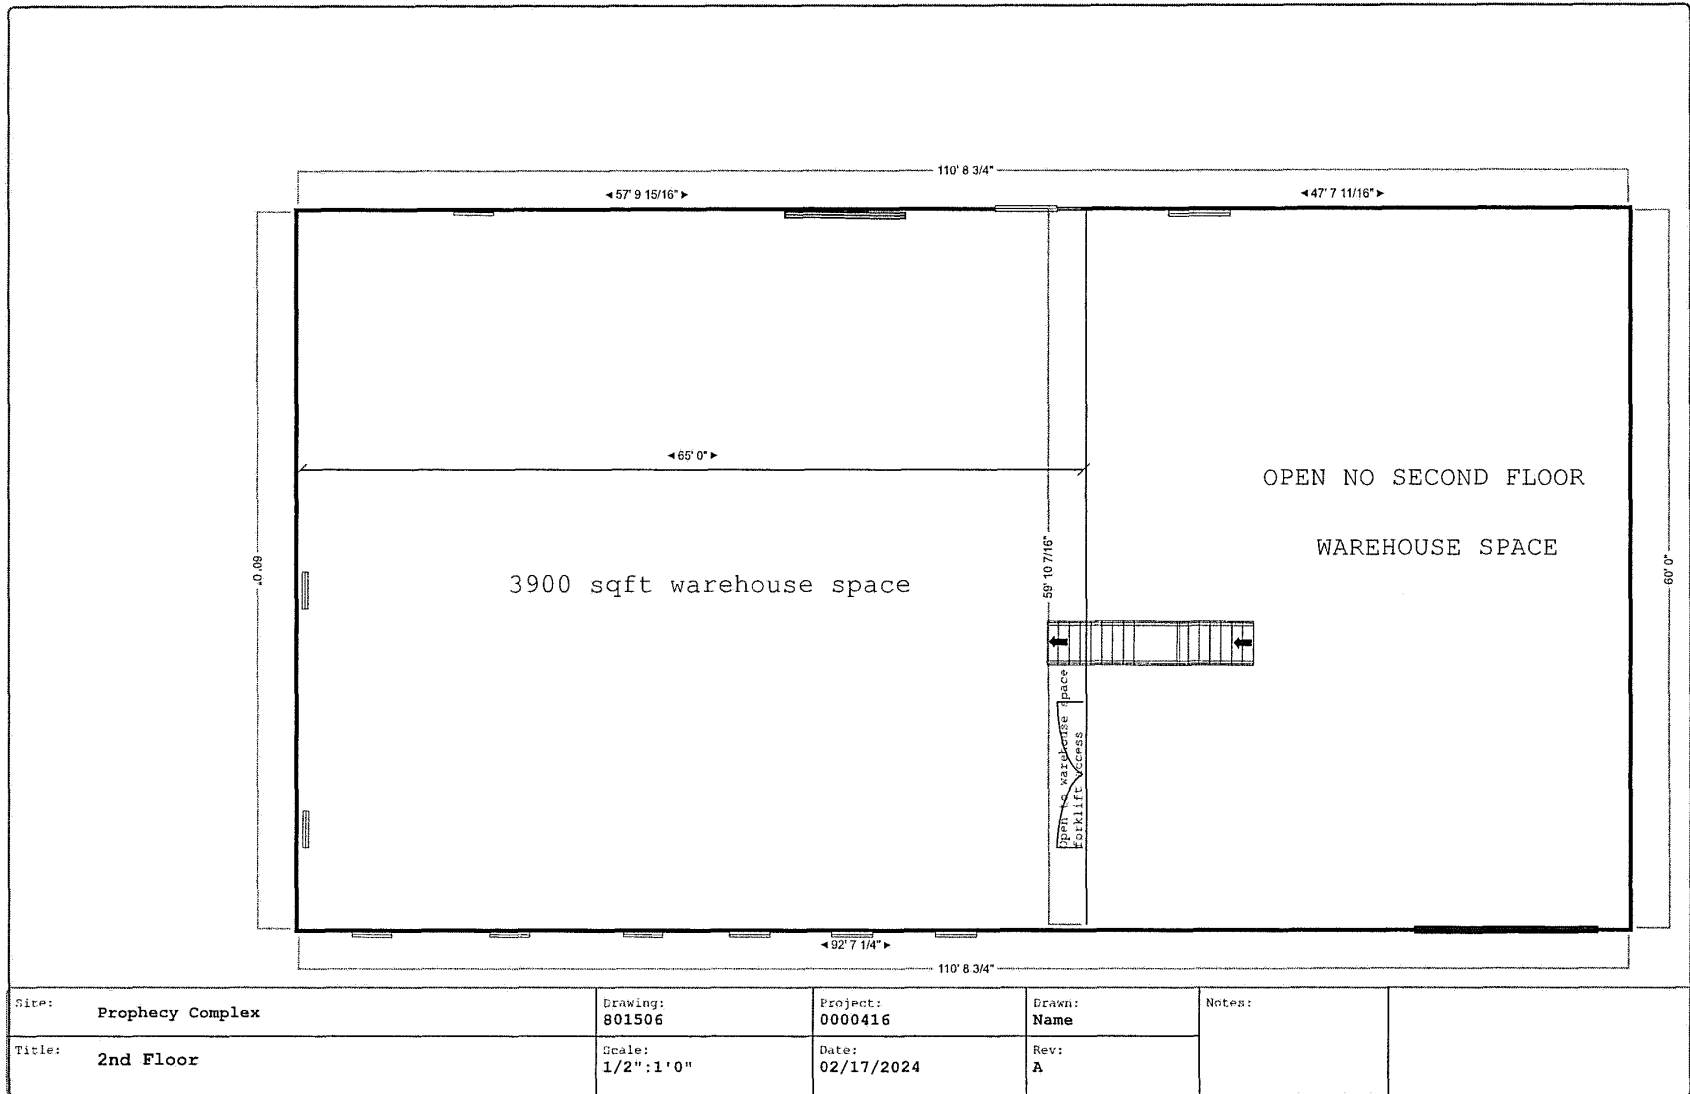 110' 8 3/4"
57' 9 15/16"
47' 7 11/16"
65' 0"
OPEN NO SECOND FLOOR
WAREHOUSE SPACE
60' 0"
59' 10 7/16"
60' 0"
3900 sqft warehouse space
Open to warehouse space
forklift access
92' 7 1/4"
110' 8 3/4"
Site: Prophecy Complex
Drawing:
801506
Project:
0000416
Drawn:
Name
Notes:
Title: 2nd Floor
Scale:
1/2":1'0"
Date:
02/17/2024
Rev:
A